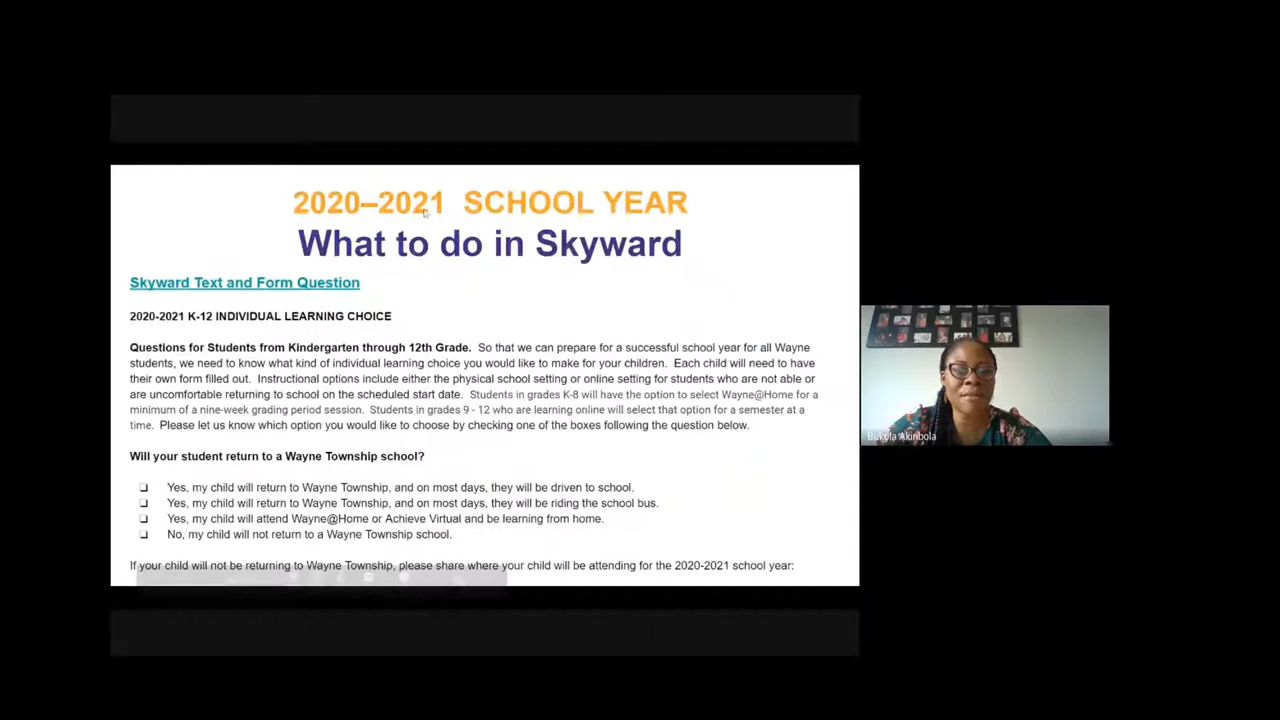 2020–2021 SCHOOL YEAR
What to do in Skyward
Skyward Text and Form Question
2020-2021 K-12 INDIVIDUAL LEARNING CHOICE
Questions for Students from Kindergarten through 12th Grade. So that we can prepare for a successful school year for all Wayne
students, we need to know what kind of individual learning choice you would like to make for your children. Each child will need to have
their own form filled out. Instructional options include either the physical school setting or online setting for students who are not able or
are uncomfortable returning to school on the scheduled start date. Students in grades K-8 will have the option to select Wayne@Home for a
minimum of a nine-week grading period session. Students in grades 9 - 12 who are learning online will select that option for a semester at a
time. Please let us know which option you would like to choose by checking one of the boxes following the question below.
Will your student return to a Wayne Township school?
Yes, my child will return to Wayne Township, and on most days, they will be driven to school.
Yes, my child will return to Wayne Township, and on most days, they will be riding the school bus.
Yes, my child will attend Wayne@Home or Achieve Virtual and be learning from home.
No, my child will not return to a Wayne Township school.
If your child will not be returning to Wayne Township, please share where your child will be attending for the 2020-2021 school year:
Bukola Akinbola